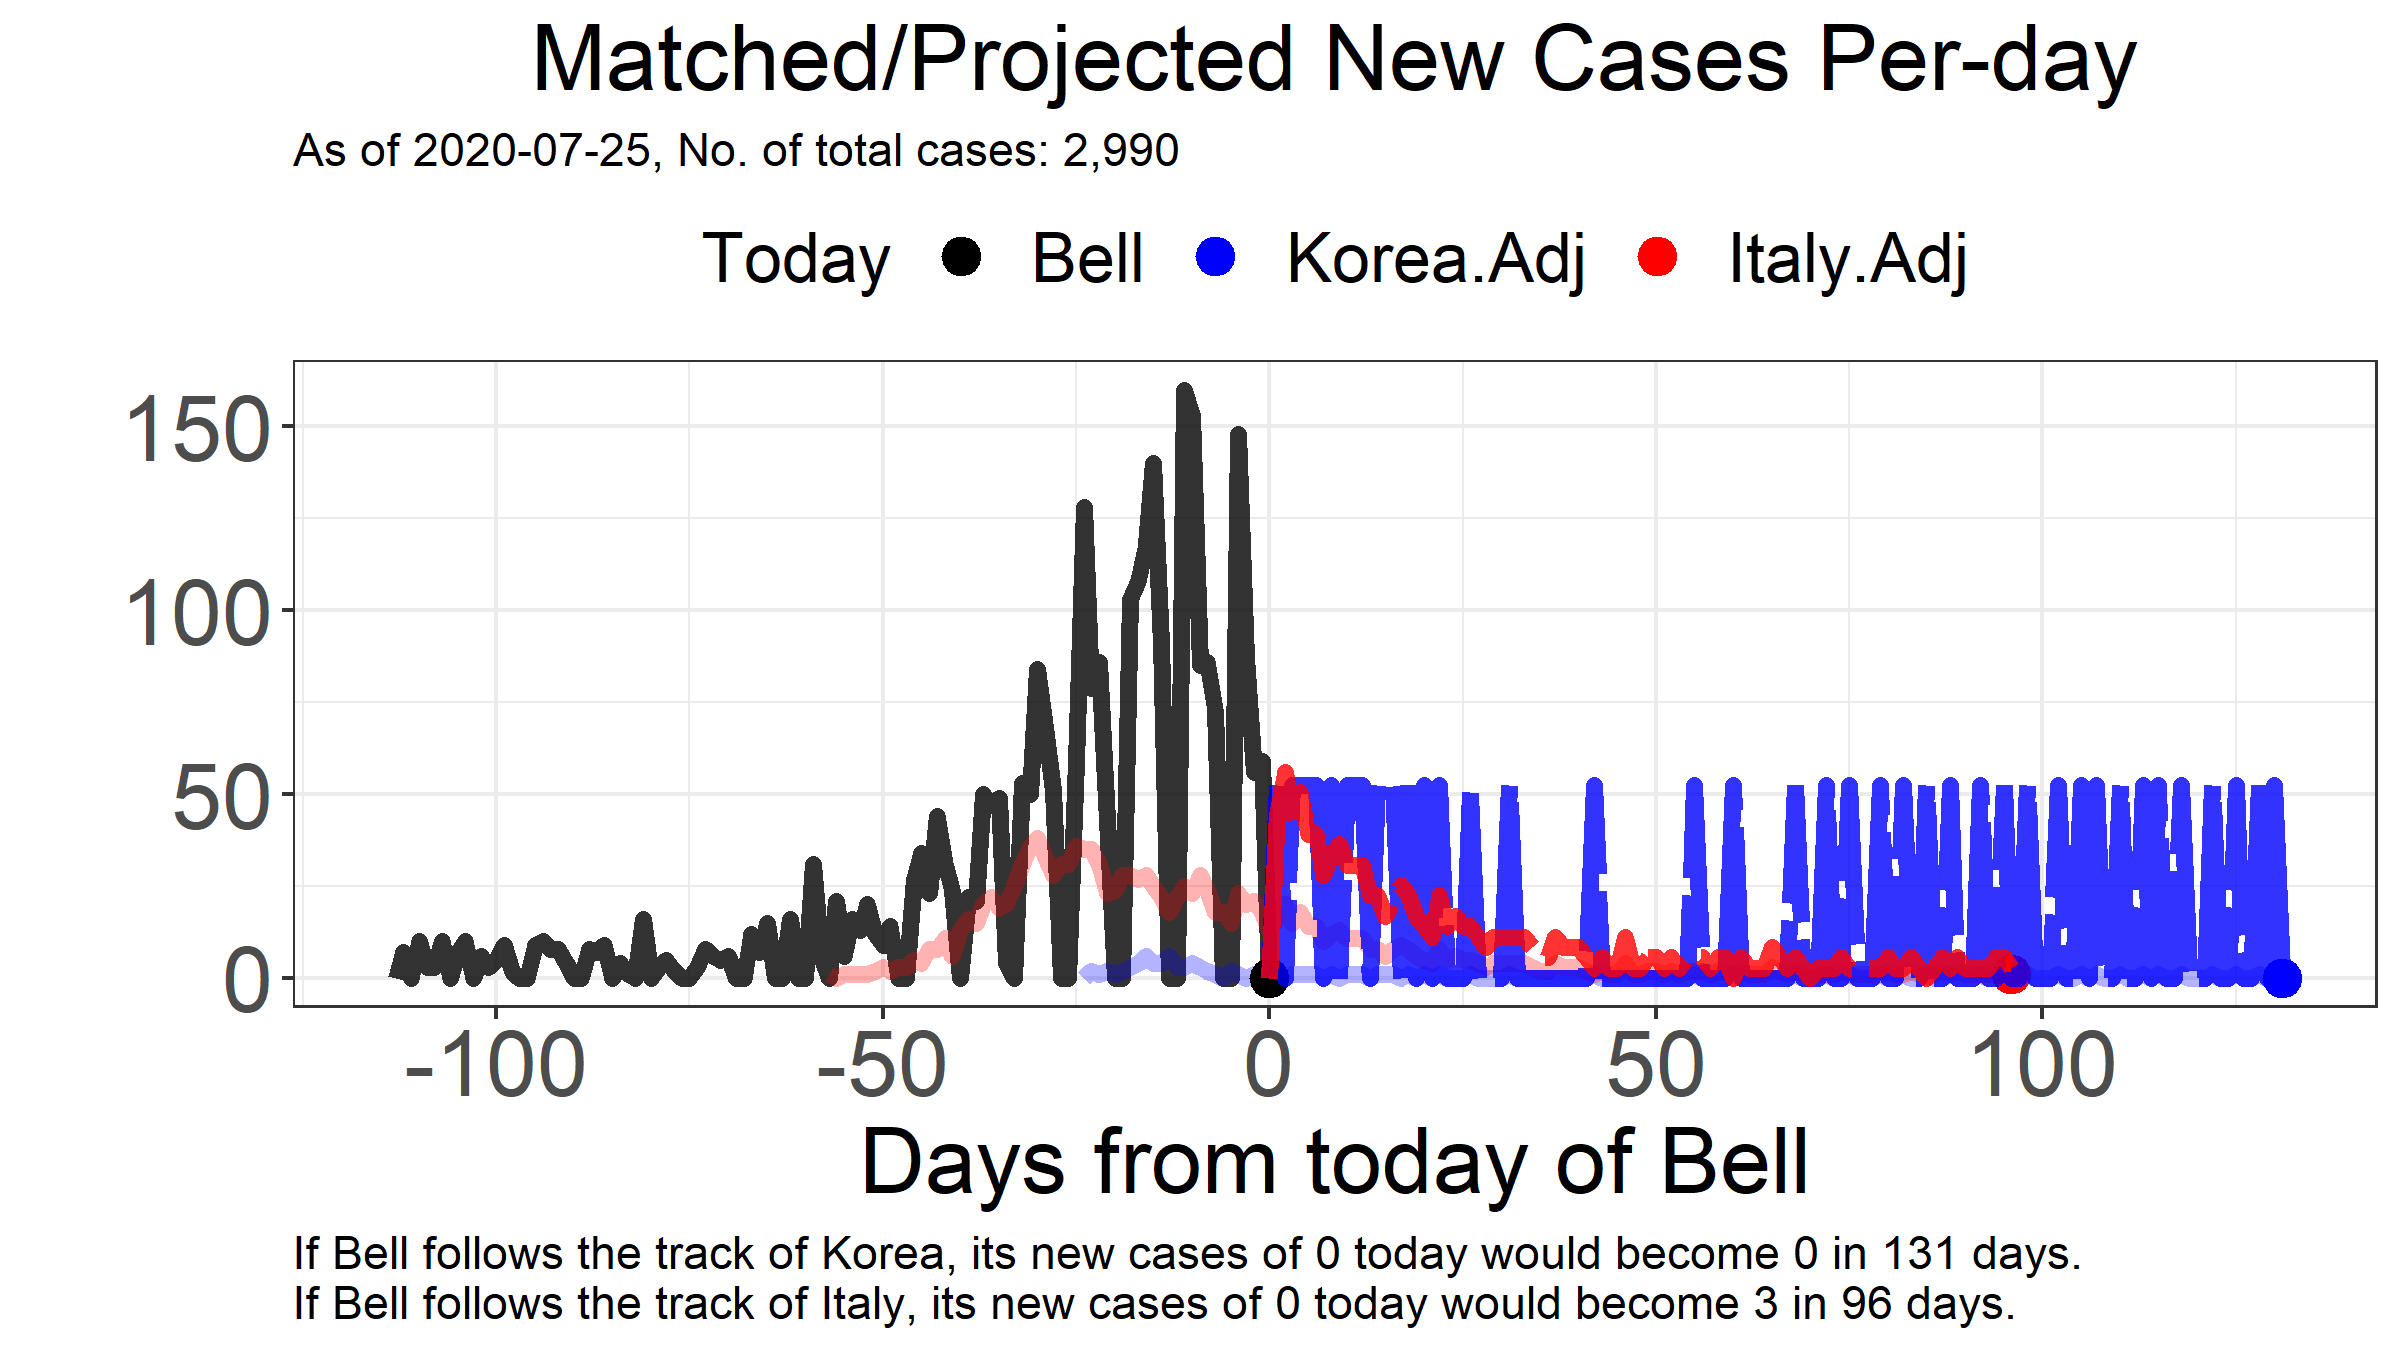 Matched/Projected New Cases Per-day
As of 2020-07-25, No. of total cases: 2,990
Today Bell Korea.Adj Italy.Adj
150
100
50
0
-100 -50 0 50 100
Days from today of Bell
If Bell follows the track of Korea, its new cases of 0 today would become 0 in 131 days.
If Bell follows the track of Italy, its new cases of 0 today would become 3 in 96 days.